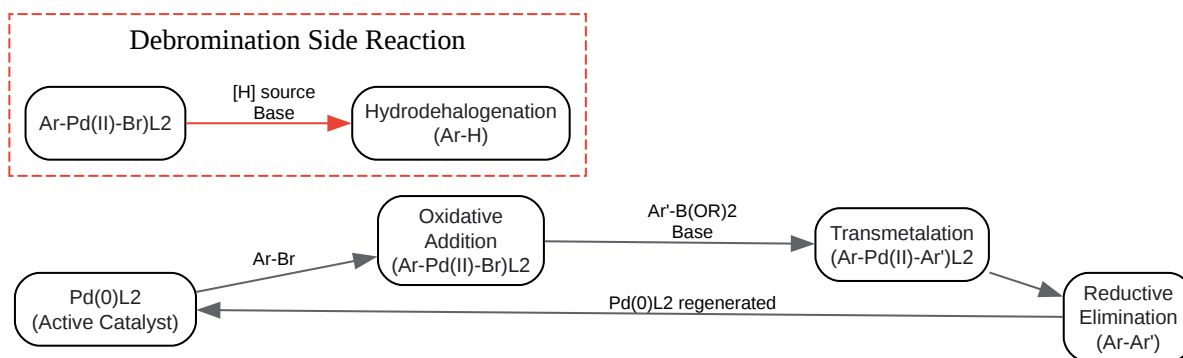 Debromination Side Reaction
Ar-Pd(II)-Br)L2
[H] source
Base
Hydrodehalogenation
(Ar-H)
Pd(0)L2
(Active Catalyst)
Ar-Br
Oxidative
Addition
(Ar-Pd(II)-Br)L2
Ar'-B(OR)2
Base
Transmetalation
(Ar-Pd(II)-Ar')L2
Reductive
Elimination
(Ar-Ar')
Pd(0)L2 regenerated